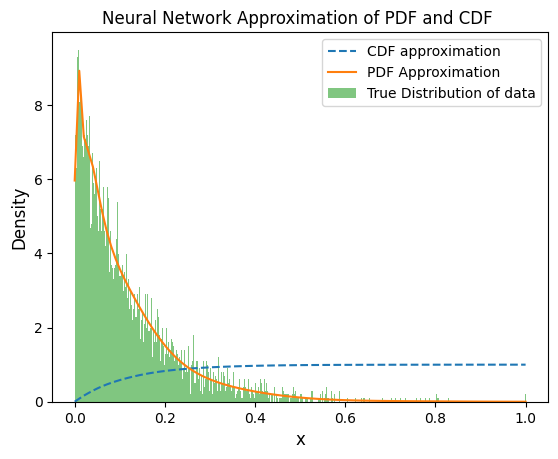 Neural Network Approximation of PDF and CDF
CDF approximation
PDF Approximation
True Distribution of data
Density
8
6
4
2
0
0.0 0.2 0.4 0.6 0.8 1.0
x